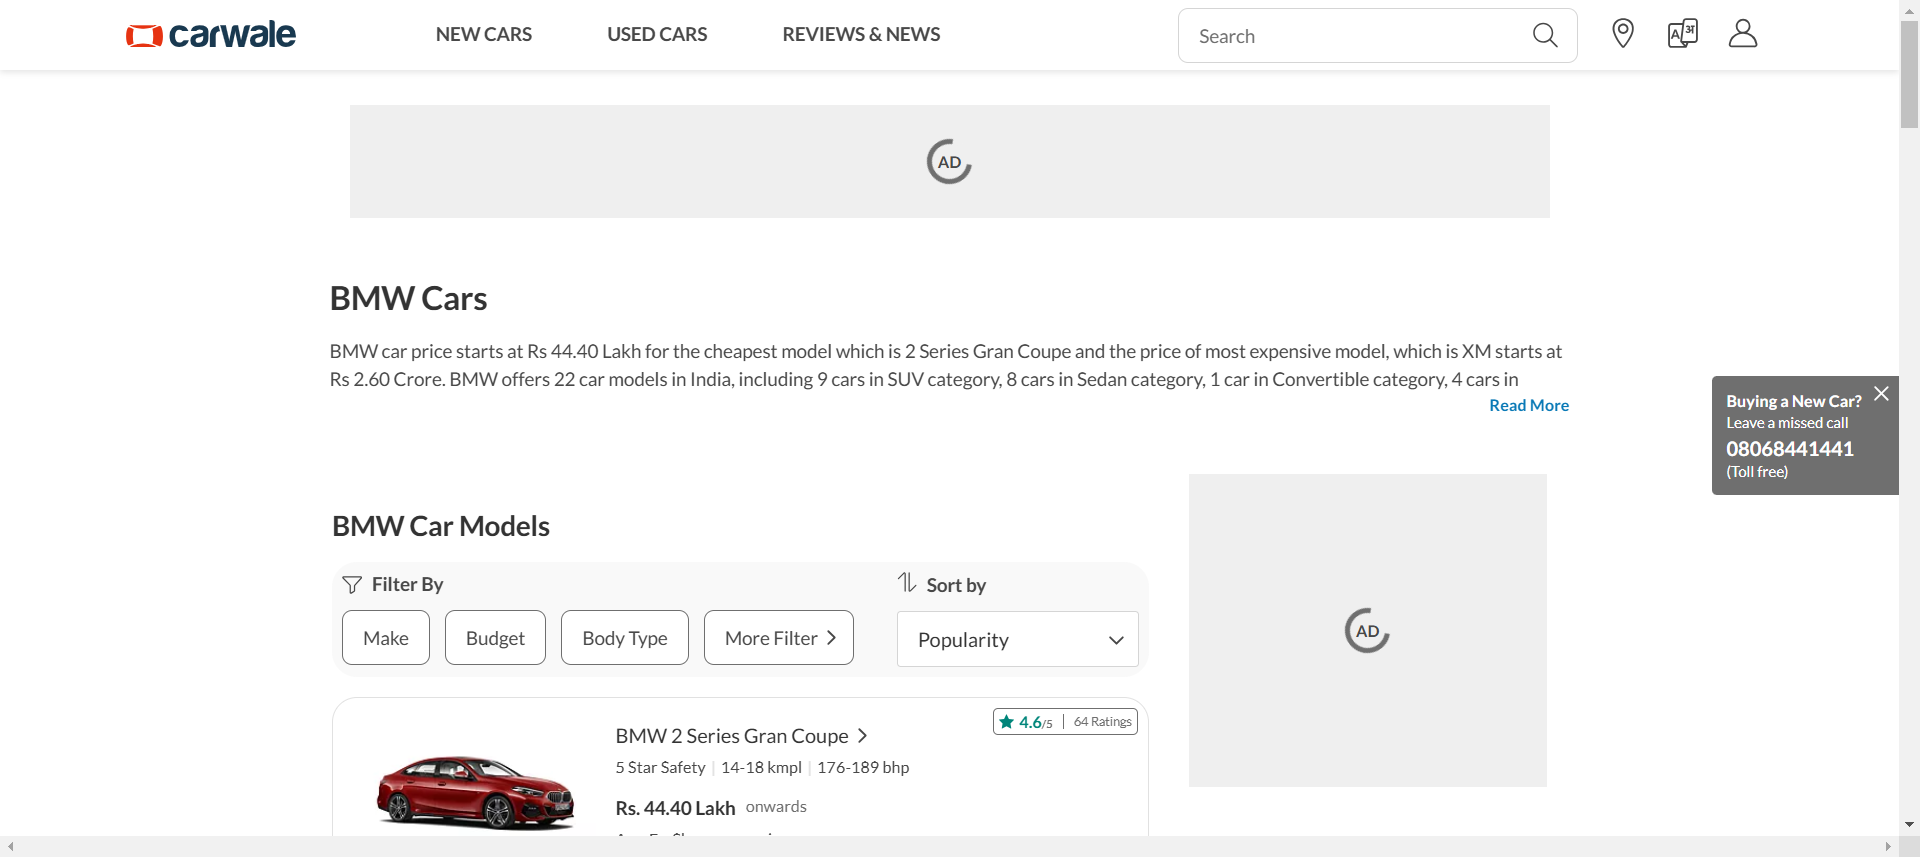 carwale
NEW CARS
USED CARS
REVIEWS & NEWS
Search
A अ
AD
BMW Cars
BMW car price starts at Rs 44.40 Lakh for the cheapest model which is 2 Series Gran Coupe and the price of most expensive model, which is XM starts at
Rs 2.60 Crore. BMW offers 22 car models in India, including 9 cars in SUV category, 8 cars in Sedan category, 1 car in Convertible category, 4 cars in
Read More
Buying a New Car?
Leave a missed call
08068441441
(Toll free)
BMW Car Models
Filter By
Sort by
Make
Budget
Body Type
More Filter
Popularity
AD
4.6/5 | 64 Ratings
BMW 2 Series Gran Coupe
5 Star Safety | 14-18 kmpl | 176-189 bhp
Rs. 44.40 Lakh onwards